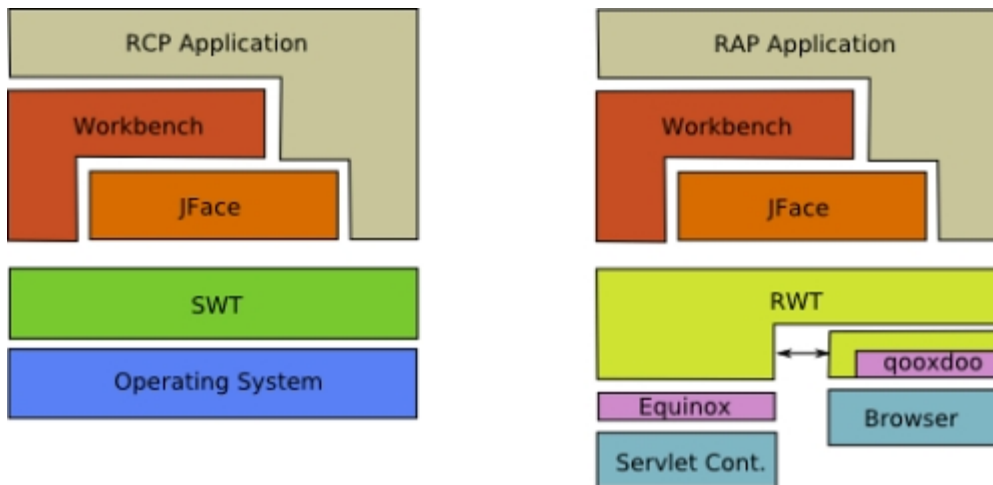 RCP Application
Workbench
JFace
SWT
Operating System
RAP Application
Workbench
JFace
RWT
qooxdoo
Equinox
Browser
Servlet Cont.